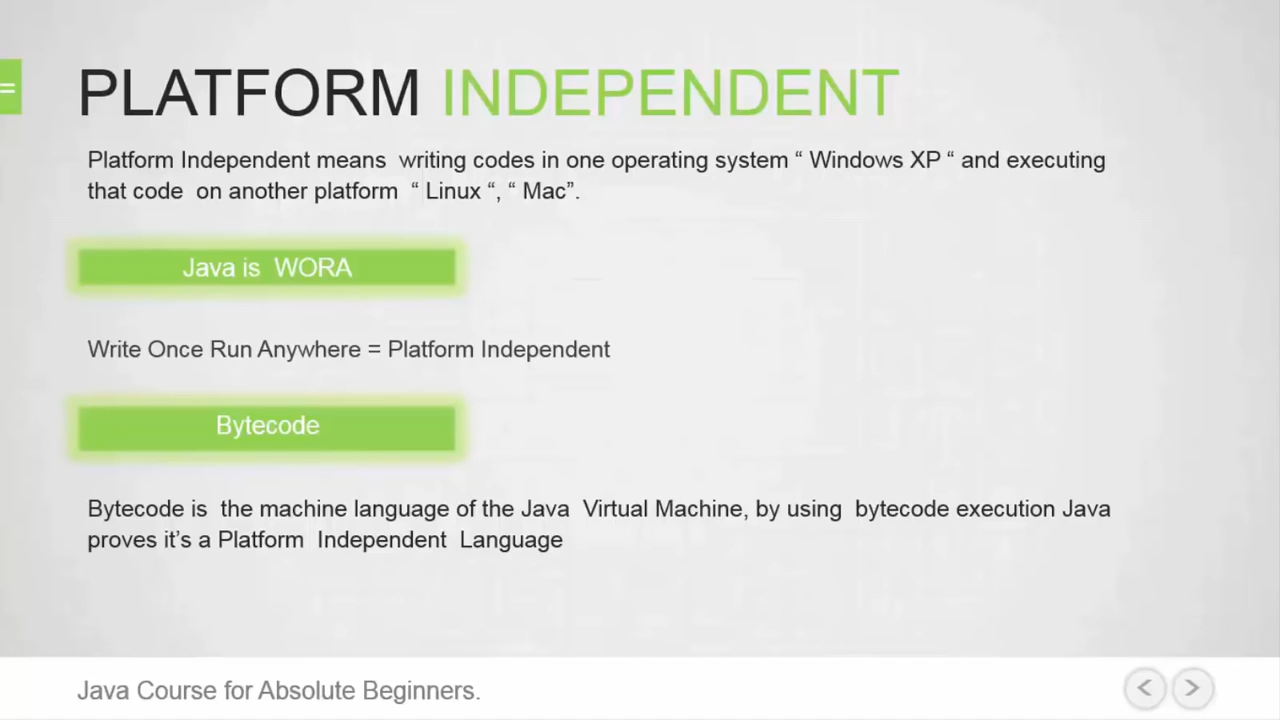 PLATFORM INDEPENDENT
Platform Independent means writing codes in one operating system “ Windows XP “ and executing
that code on another platform “ Linux “, “ Mac”.
Java is WORA
Write Once Run Anywhere = Platform Independent
Bytecode
Bytecode is the machine language of the Java Virtual Machine, by using bytecode execution Java
proves it’s a Platform Independent Language
Java Course for Absolute Beginners.